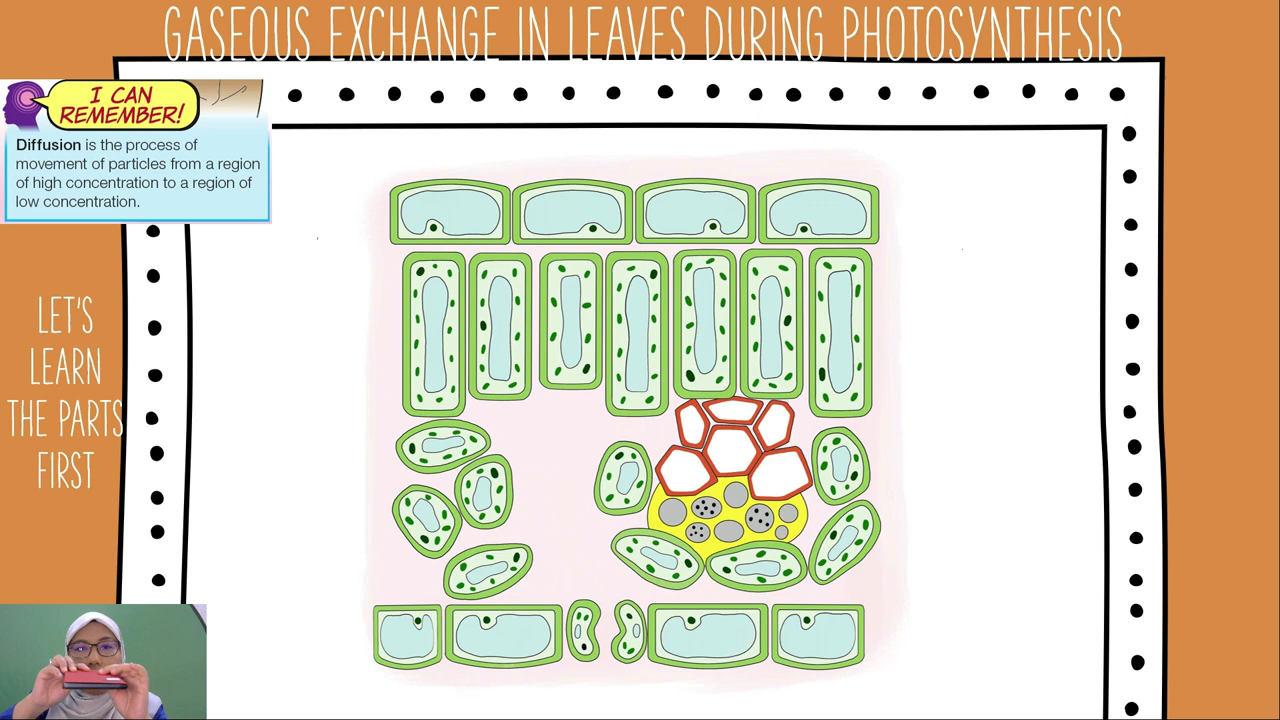 GASEOUS EXCHANGE IN LEAVES DURING PHOTOSYNTHESIS
I CAN
REMEMBER!
Diffusion is the process of
movement of particles from a region
of high concentration to a region of
low concentration.
LET'S
LEARN
THE PARTS
FIRST